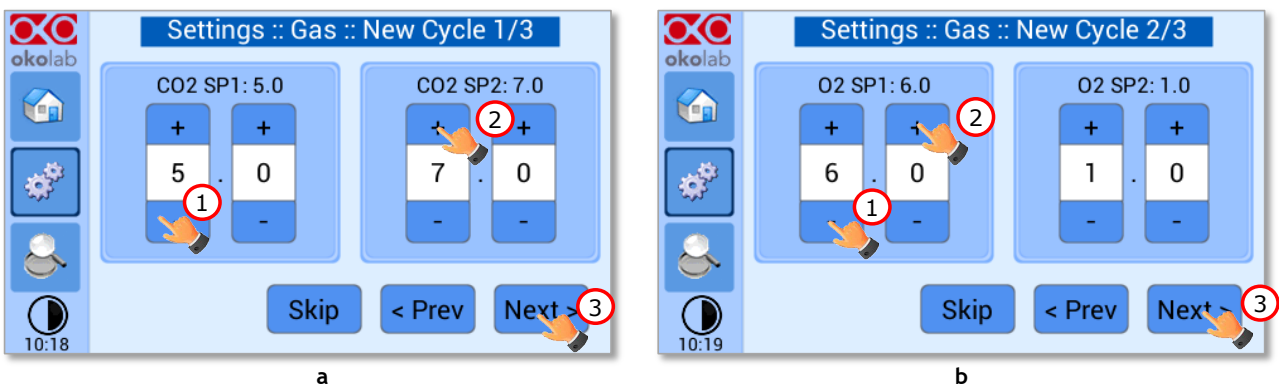 OKO
okolab
Settings :: Gas :: New Cycle 1/3
CO2 SP1: 5.0
CO2 SP2: 7.0
+ +
+ +
5 . 0
7 . 0
-
- -
1
2
Skip
< Prev
Next >
3
10:18
a
OKO
okolab
Settings :: Gas :: New Cycle 2/3
O2 SP1: 6.0
O2 SP2: 1.0
+ +
+ +
6 . 0
1 . 0
- -
- -
1
2
Skip
< Prev
Next >
3
10:19
b